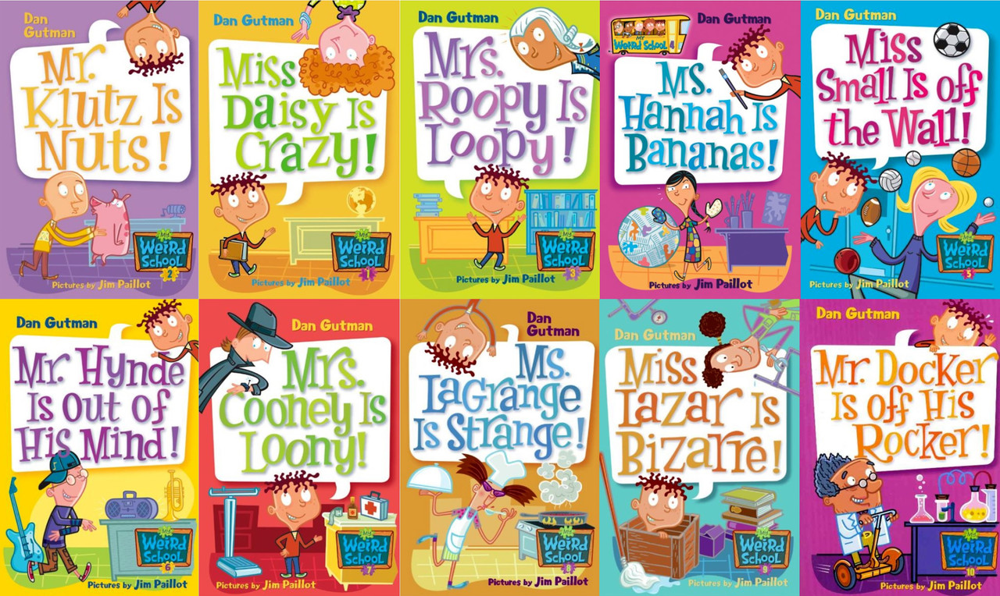 Dan
Gutman
Mr.
Klutz Is
Nuts!
My
Weird
School
2
Pictures by Jim Paillot
Dan Gutman
Miss
Daisy Is
Crazy!
My
Weird
School
1
Pictures by Jim Paillot
Dan Gutman
Mrs.
Roopy Is
Loopy!
My
Weird
School
3
Pictures by Jim Paillot
MY
Weird School 4
Dan Gutman
Ms.
Hannah Is
Bananas!
Pictures by Jim Paillot
Dan Gutman
Miss
Small Is off
the Wall!
My
Weird
School
5
Pictures by Jim Paillot
Dan Gutman
Mr. Hynde
Is Out of
His Mind!
My
Weird
School
6
Pictures by Jim Paillot
Dan Gutman
Mrs.
Cooney Is
Loony!
My
Weird
School
7
Pictures by Jim Paillot
Dan
Gutman
Ms.
LaGrange
Is Strange!
My
Weird
School
Pictures by Jim Paillot
Dan Gutman
Miss
Lazar Is
Bizarre!
My
Weird
School
9
Pictures by Jim Paillot
Dan Gutman
Mr. Docker
Is off His
Rocker!
My
Weird
School
10
Pictures by Jim Paillot